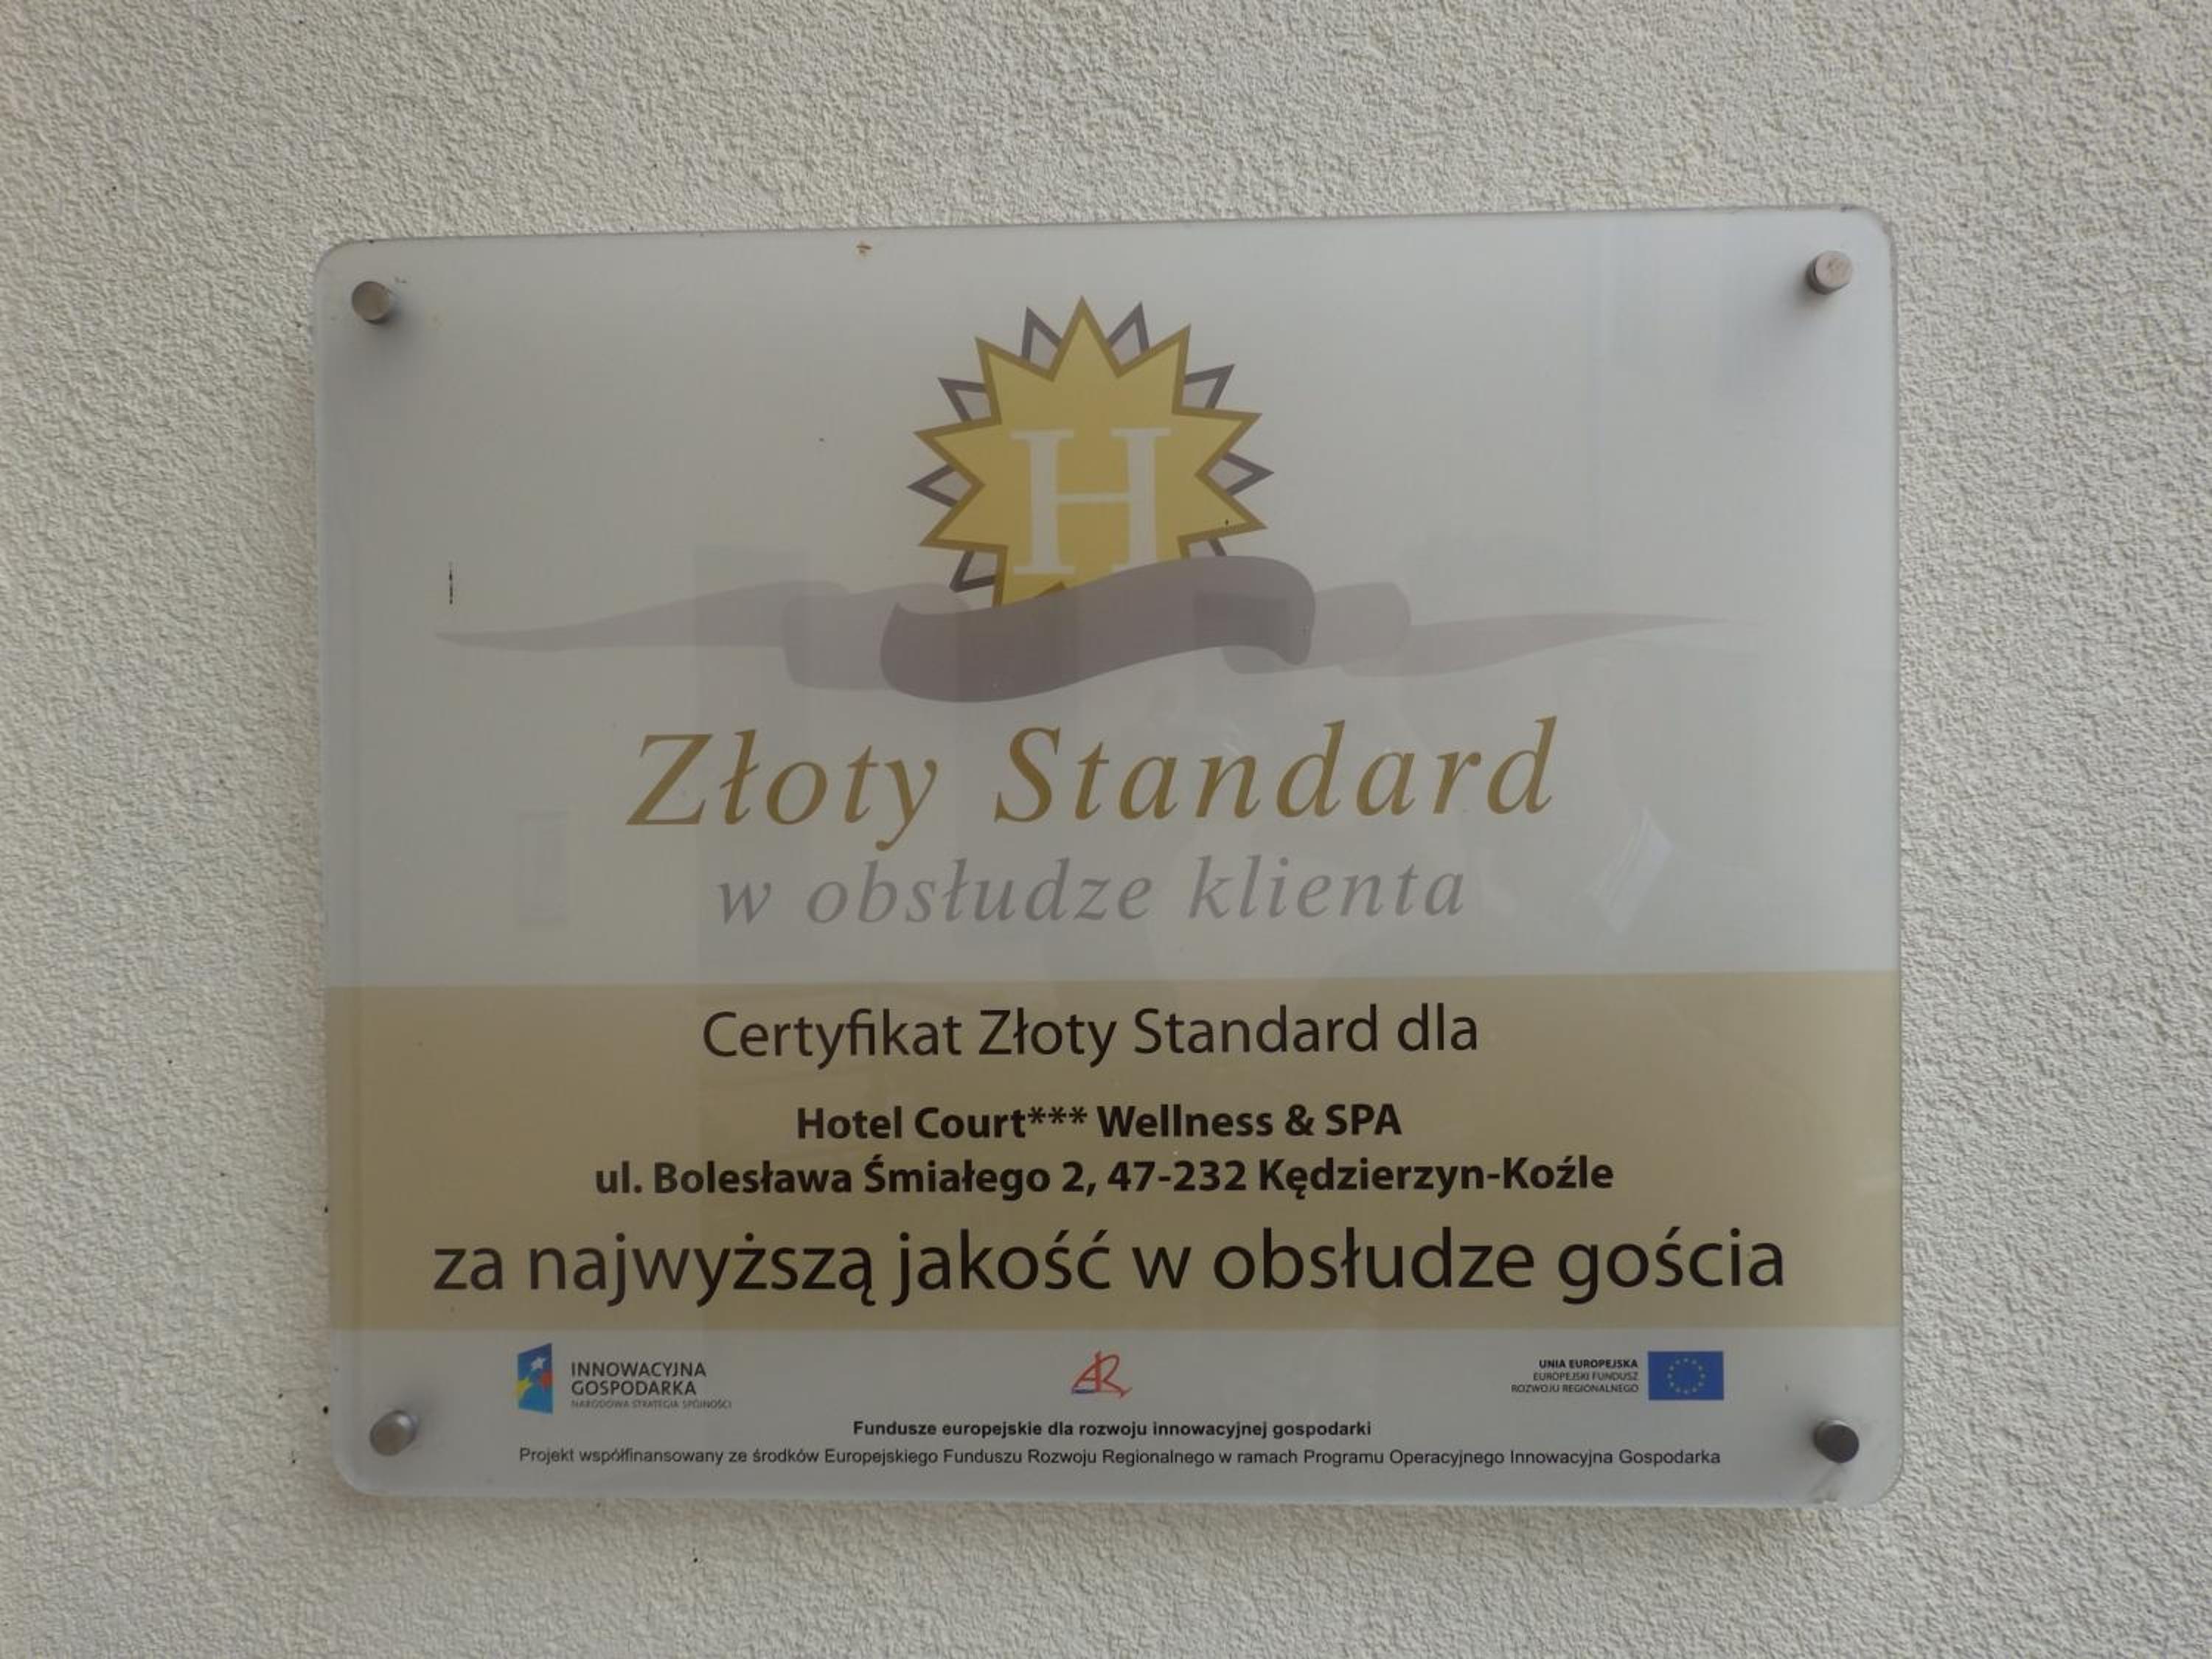 H
Złoty Standard
w obsłudze klienta
Certyfikat Złoty Standard dla
Hotel Court*** Wellness & SPA
ul. Bolesława Śmiałego 2, 47-232 Kędzierzyn-Koźle
za najwyższą jakość w obsłudze gościa
INNOWACYJNA
GOSPODARKA
NARODOWA STRATEGIA SPÓJNOŚCI
AR
UNIA EUROPEJSKA
EUROPEJSKI FUNDUSZ
ROZWOJU REGIONALNEGO
Fundusze europejskie dla rozwoju innowacyjnej gospodarki
Projekt współfinansowany ze środków Europejskiego Funduszu Rozwoju Regionalnego w ramach Programu Operacyjnego Innowacyjna Gospodarka